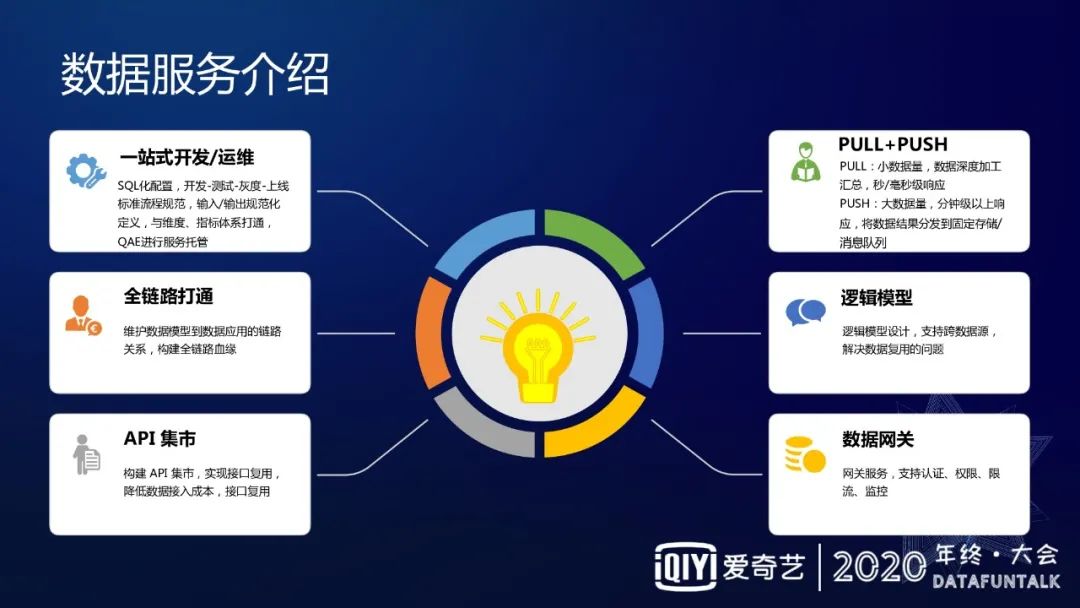 数据服务介绍
一站式开发/运维
SQL化配置，开发-测试-灰度-上线
标准流程规范，输入/输出规范化
定义，与维度、指标体系打通，
QAE进行服务托管
全链路打通
维护数据模型到数据应用的链路
关系，构建全链路血缘
API 集市
构建 API 集市，实现接口复用，
降低数据接入成本，接口复用
PULL+PUSH
PULL：小数据量，数据深度加工
汇总，秒/毫秒级响应
PUSH：大数据量，分钟级以上响
应，将数据结果分发到固定存储/
消息队列
逻辑模型
逻辑模型设计，支持跨数据源，
解决数据复用的问题
数据网关
网关服务，支持认证、权限、限
流、监控
iQIYI 爱奇艺
2020 年终·大会
DATAFUNTALK